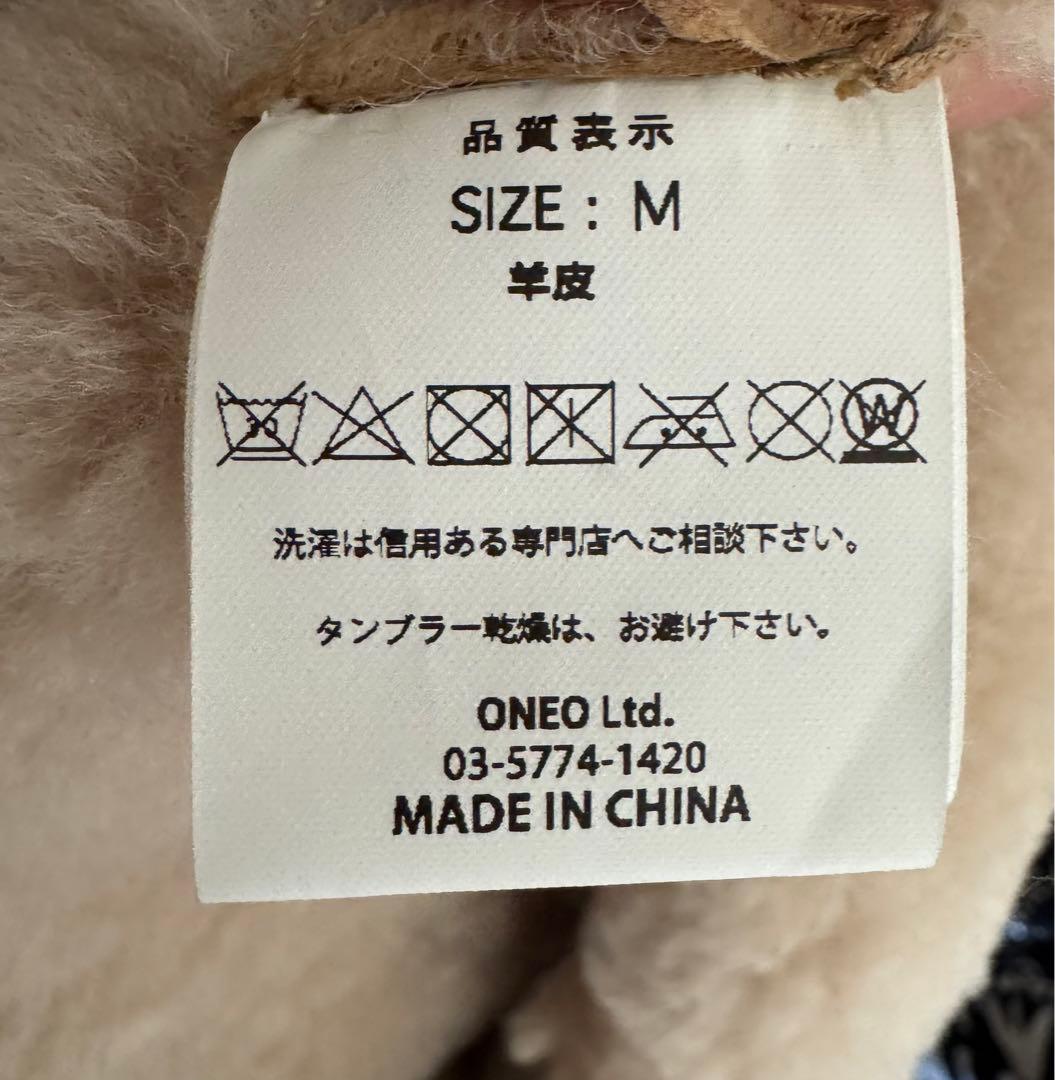 品質表示
SIZE : M
羊皮
30 W
洗濯は信用ある専門店へご相談下さい。
タンブラー乾燥は、お避け下さい。
ONEO Ltd.
03-5774-1420
MADE IN CHINA